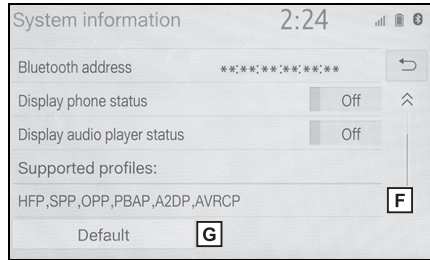 System information 2:24
Bluetooth address **:**:**:**:**:**
Display phone status Off
Display audio player status Off
Supported profiles:
HFP,SPP,OPP,PBAP,A2DP,AVRCP
F
Default G